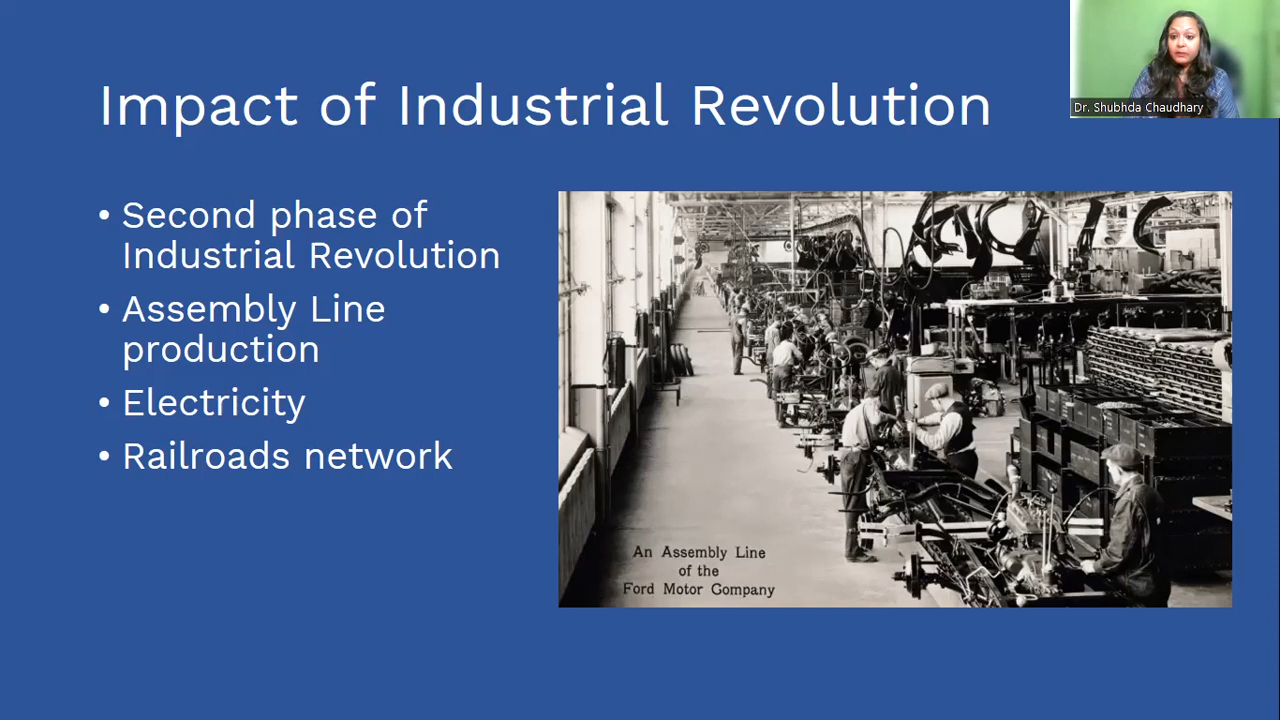 Impact of Industrial Revolution
Dr. Shubhda Chaudhary
• Second phase of
Industrial Revolution
• Assembly Line
production
• Electricity
• Railroads network
An Assembly Line
of the
Ford Motor Gompany